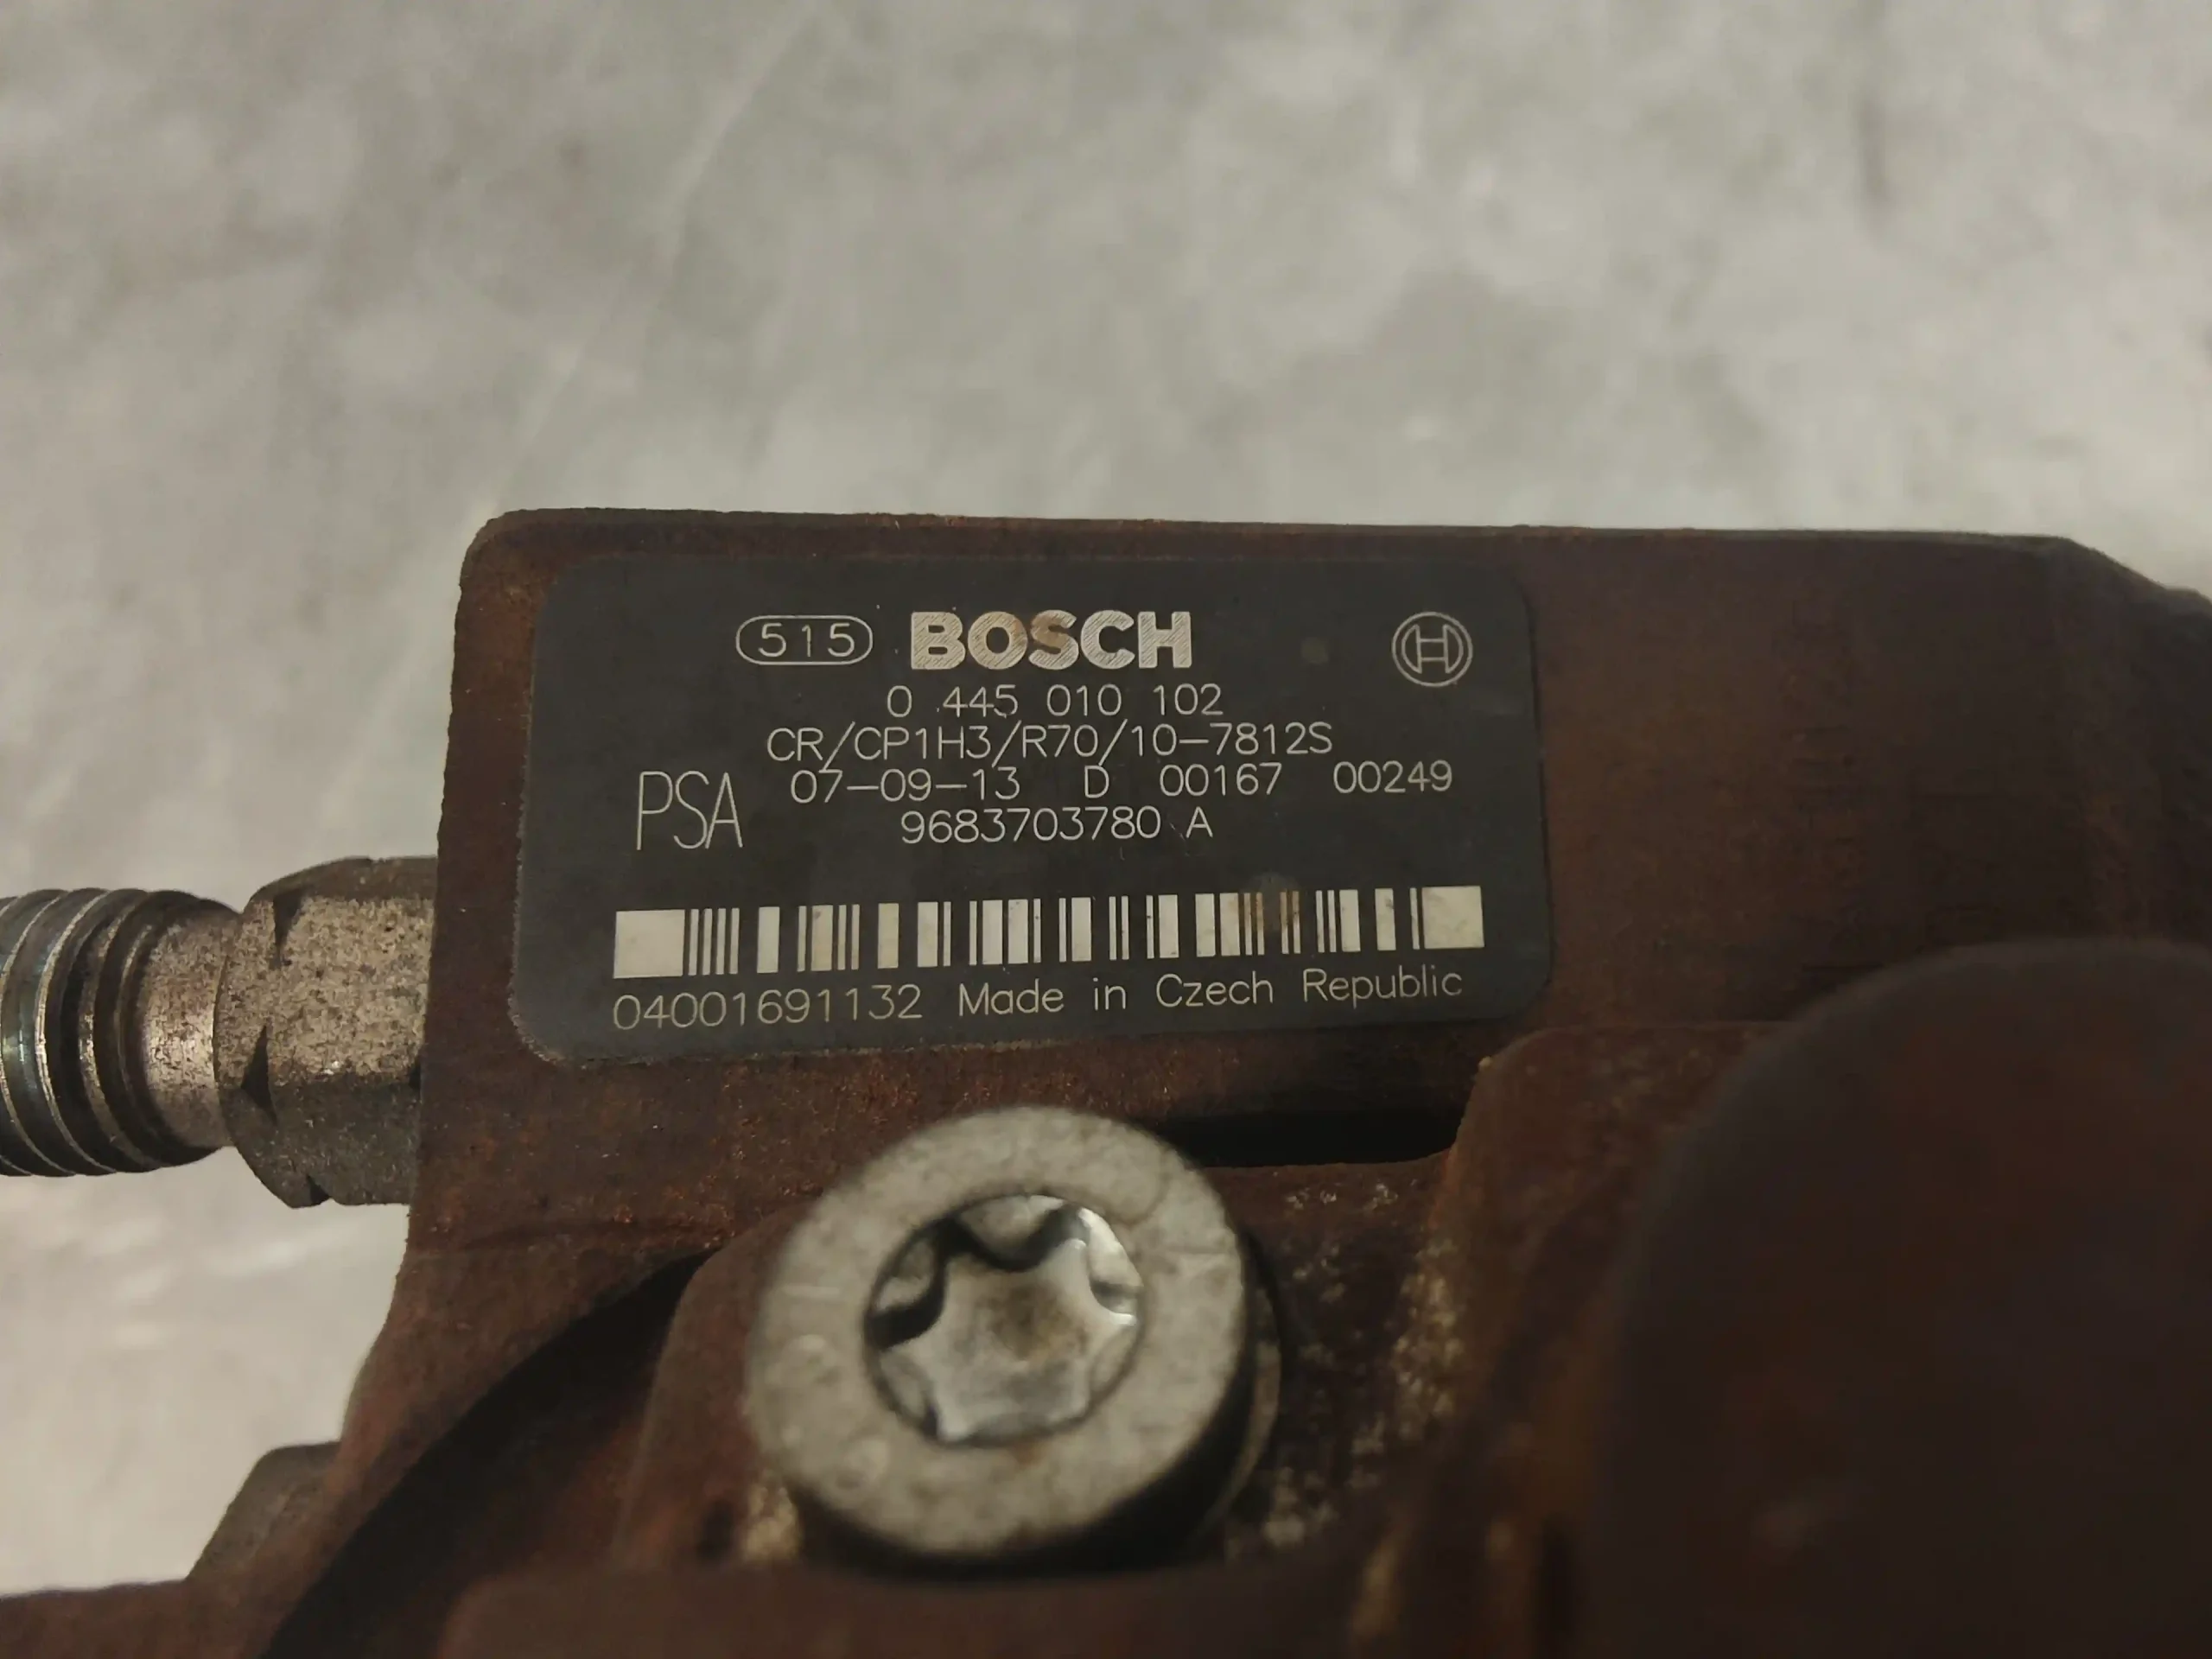 515 BOSCH
0 445 010 102
CR/CP1H3/R70/10-7812S
PSA 07-09-13 D 00167 00249
9683703780 A
04001691132 Made in Czech Republic